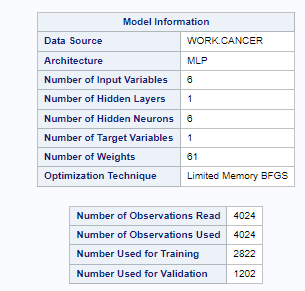 Model Information
Data Source WORK.CANCER
Architecture MLP
Number of Input Variables 6
Number of Hidden Layers 1
Number of Hidden Neurons 6
Number of Target Variables 1
Number of Weights 61
Optimization Technique Limited Memory BFGS
Number of Observations Read 4024
Number of Observations Used 4024
Number Used for Training 2822
Number Used for Validation 1202